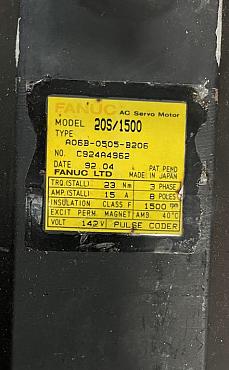 FANUC AC Servo Motor
MODEL 20S/1500
TYPE
A06B-0505-B206
NO. C924A4962
DATE 92.04 PAT. PEND
FANUC LTD MADE IN JAPAN
TRQ.(STALL) 23 Nm 3 PHASE
AMP.(STALL) 15 A 8 POLES
INSULATION CLASS F 1500 rpm
EXCIT PERM. MAGNET AMB. 40°C
VOLT 142V PULSE CODER